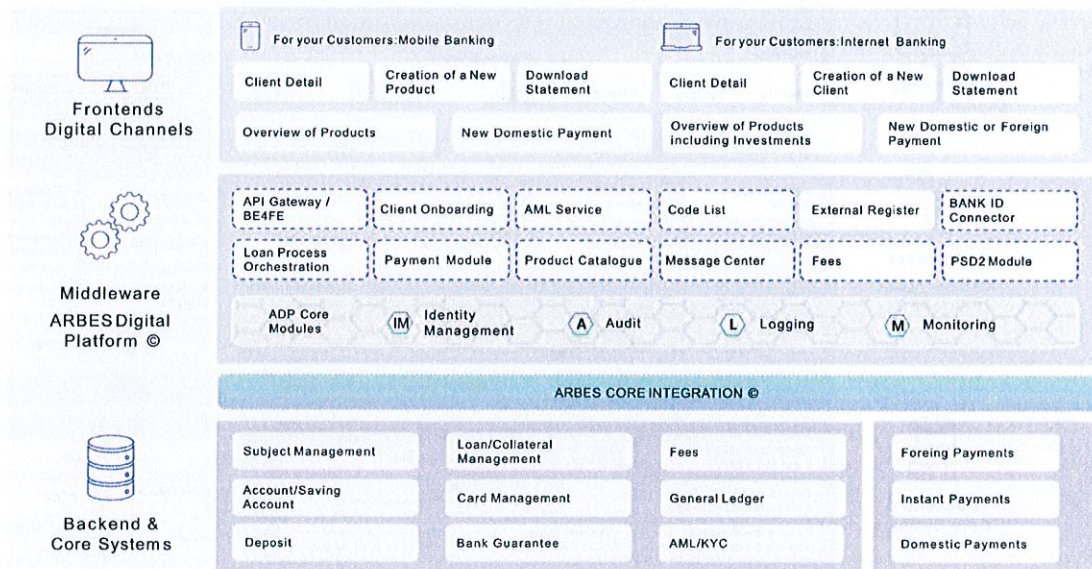 For your Customers:Mobile Banking
For your Customers:Internet Banking
Client Detail
Creation of a New
Product
Download
Statement
Client Detail
Creation of a New
Client
Download
Statement
Frontends
Digital Channels
Overview of Products
New Domestic Payment
Overview of Products
including Investments
New Domestic or Foreign
Payment
API Gateway /
BE4FE
Client Onboarding
AML Service
Code List
External Register
BANK ID
Connector
Loan Process
Orchestration
Payment Module
Product Catalogue
Message Center
Fees
PSD2 Module
Middleware
ARBES Digital
Platform ©
ADP Core
Modules
IM
Identity
Management
A
Audit
L
Logging
M
Monitoring
ARBES CORE INTEGRATION ©
Subject Management
Loan/Collateral
Management
Fees
Foreing Payments
Account/Saving
Account
Card Management
General Ledger
Instant Payments
Backend &
Core Systems
Deposit
Bank Guarantee
AML/KYC
Domestic Payments